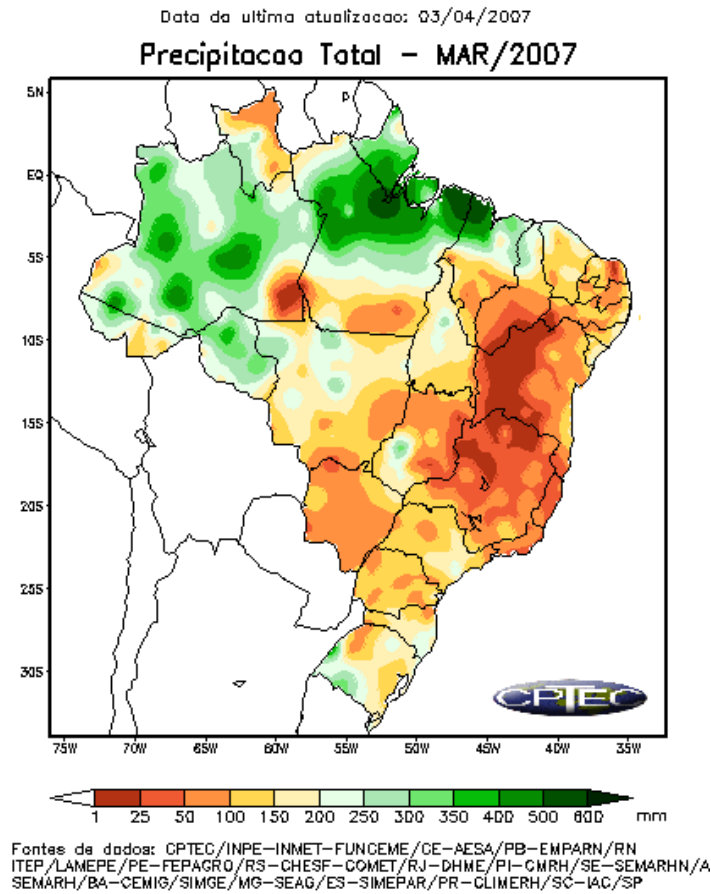 Data da ultima atualizacao: 03/04/2007
Precipitacao Total - MAR/2007
5N
EQ
5S
10S
15S
20S
25S
30S
75W 70W 65W 60W 55W 50W 45W 40W 35W
CPTEC
1 25 50 100 150 200 250 300 350 400 500 600 mm
Fontes de dados: CPTEC/INPE-INMET-FUNCEME/CE-AESA/PB-EMPARN/RN
ITEP/LAMEPE/PE-FEPAGRO/RS-CHESF-COMET/RJ-DHME/PI-CMRH/SE-SEMARHN/A
SEMARH/BA-CEMIG/SIMGE/MG-SEAG/ES-SIMEPAR/PR-CLIMERH/SC-IAC/SP